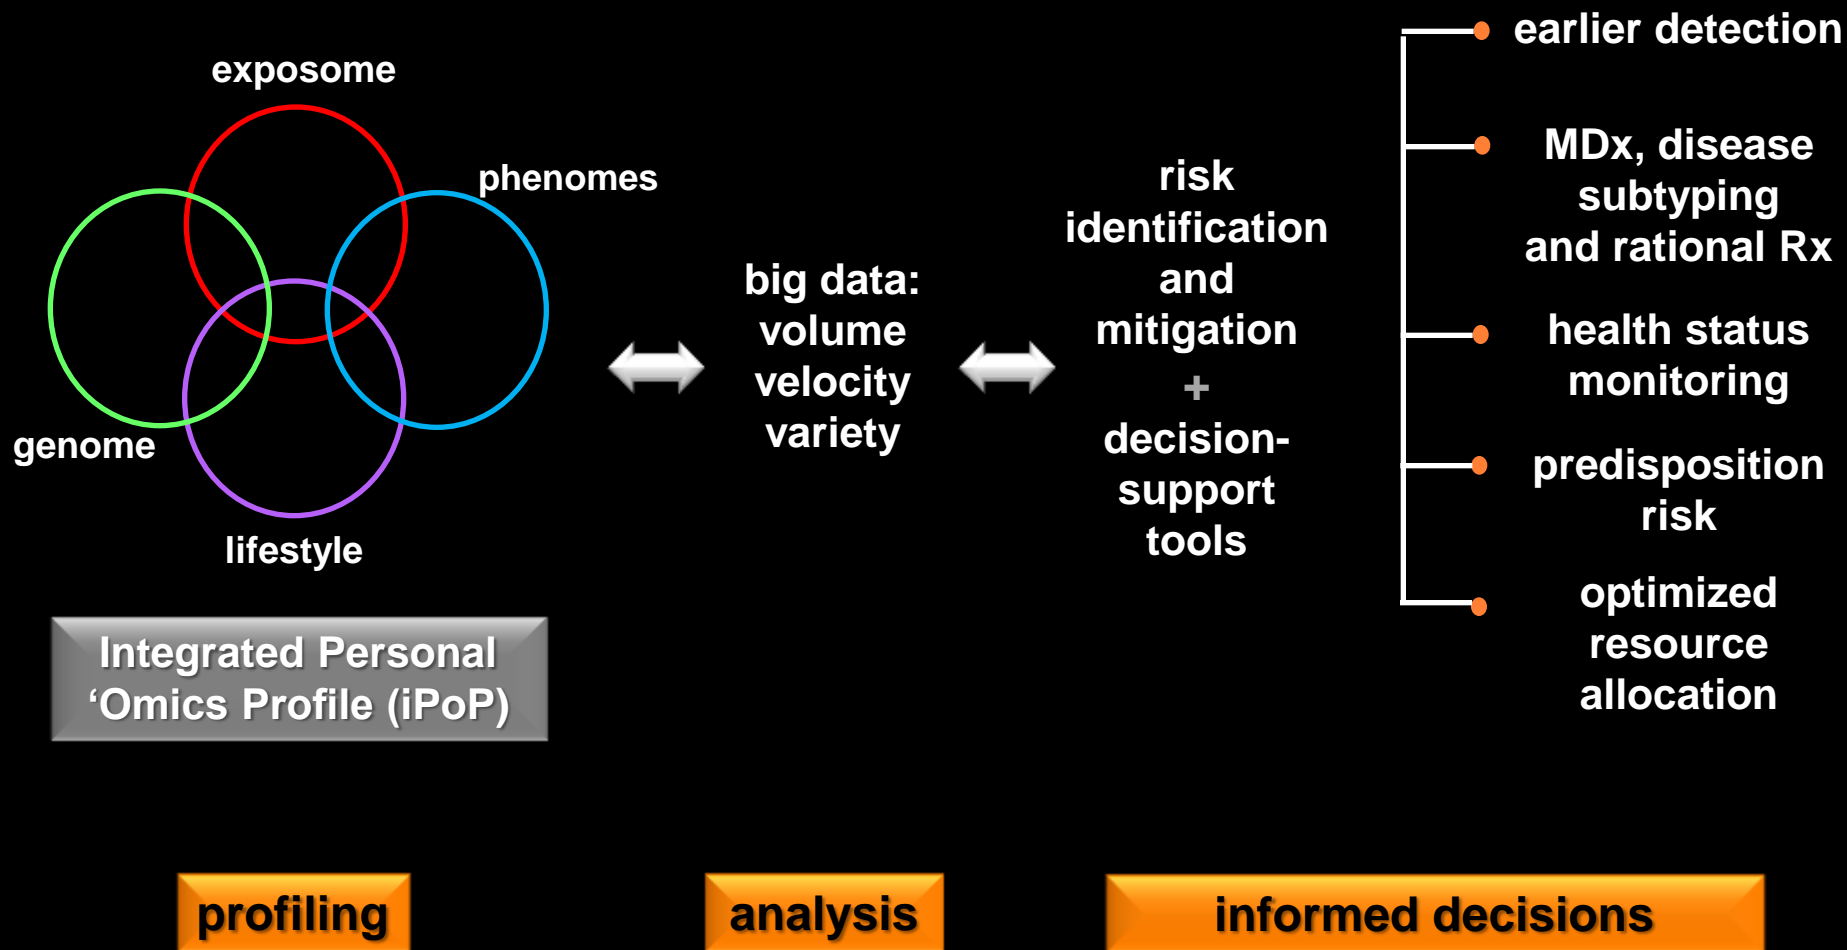 exposome
phenomes
genome
lifestyle
Integrated Personal
‘Omics Profile (iPoP)
big data:
volume
velocity
variety
risk
identification
and
mitigation
+
decision-
support
tools
earlier detection
MDx, disease
subtyping
and rational Rx
health status
monitoring
predisposition
risk
optimized
resource
allocation
profiling
analysis
informed decisions